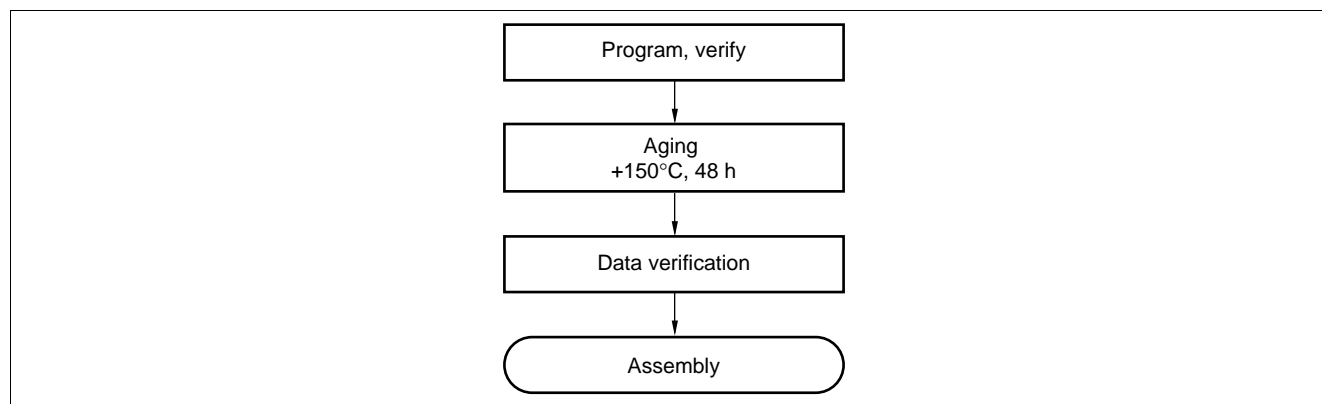 Program, verify
Aging
+150°C, 48 h
Data verification
Assembly